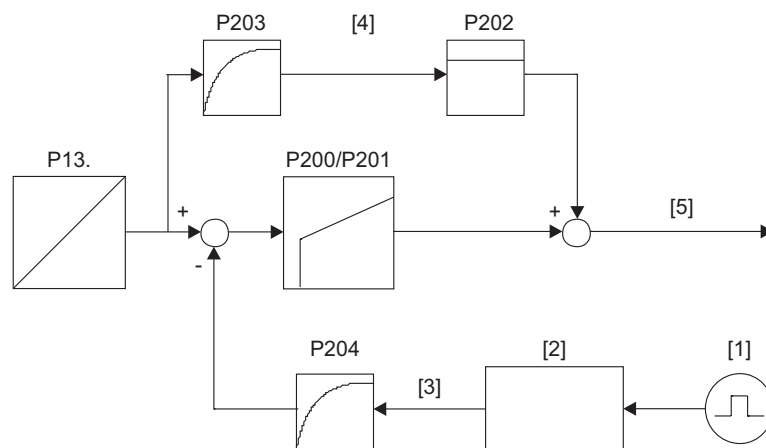 P203
[4]
P202
P13.
P200/P201
+
+
[5]
-
P204
[3]
[2]
[1]